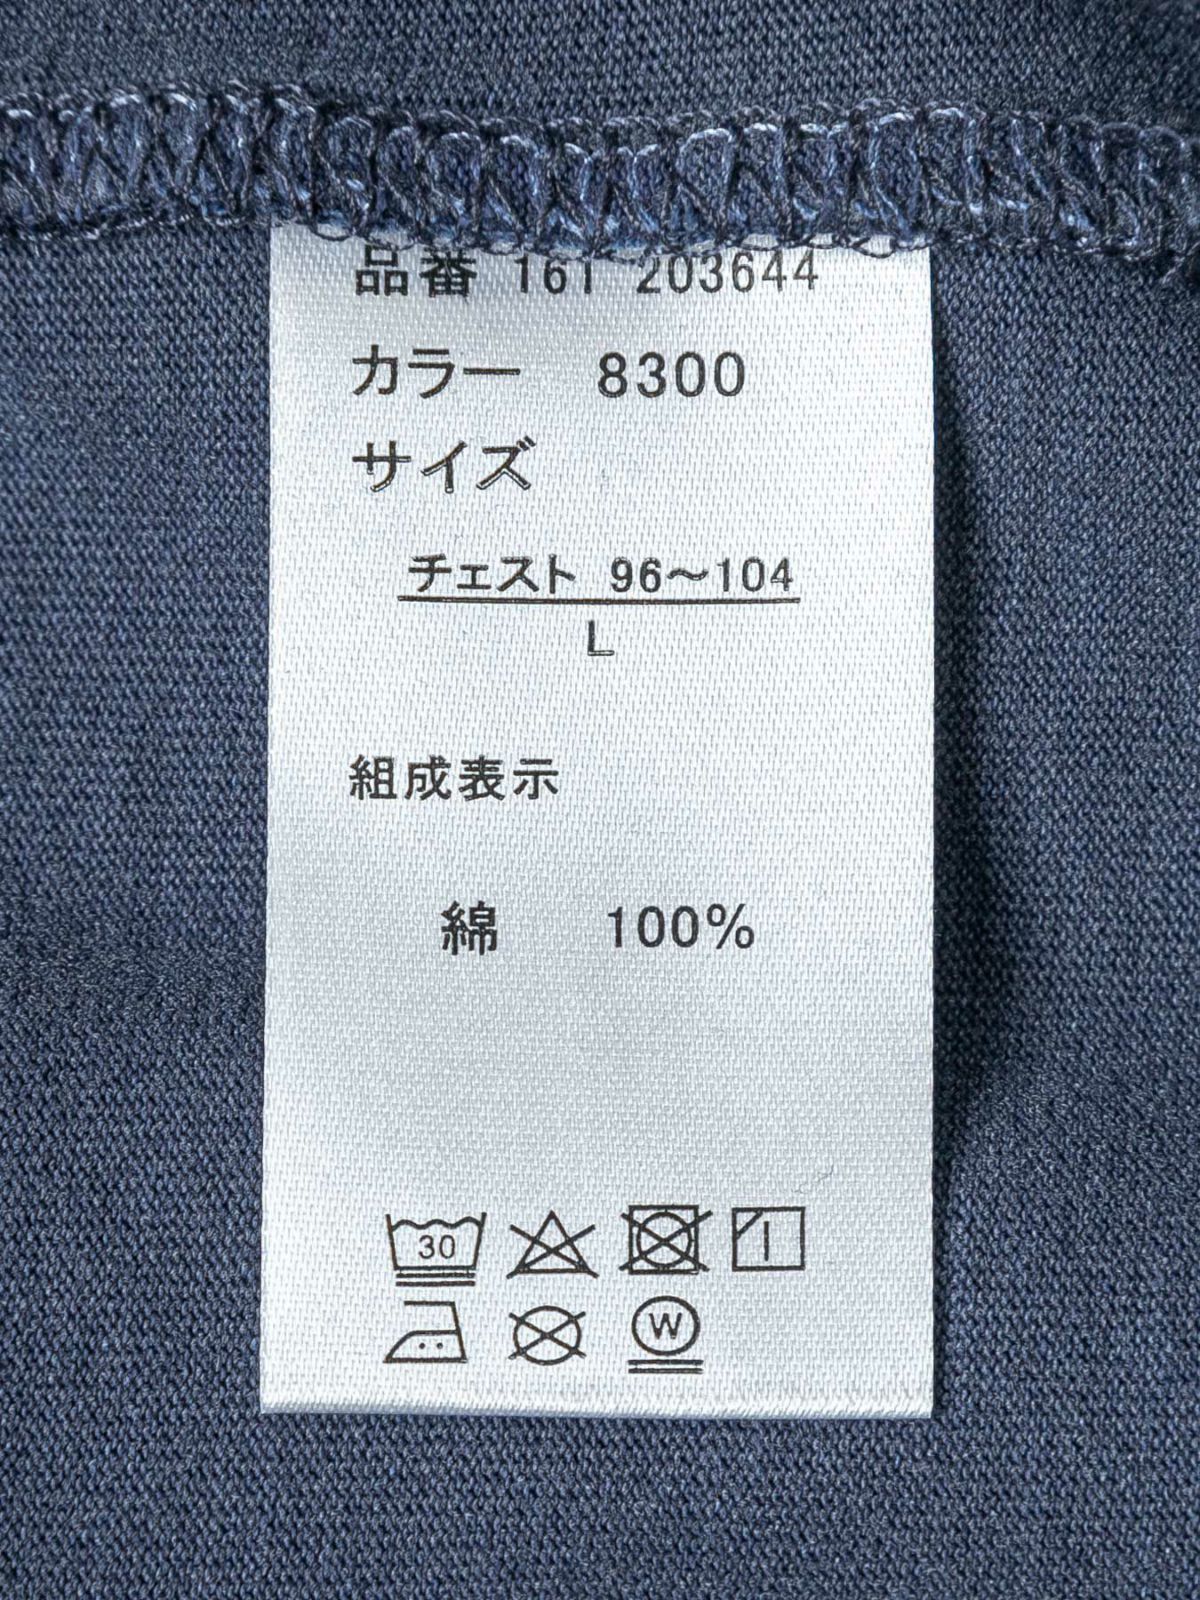 品番 161 203644
カラー 8300
サイズ
チェスト 96～104
L
組成表示
綿 100%
30
W